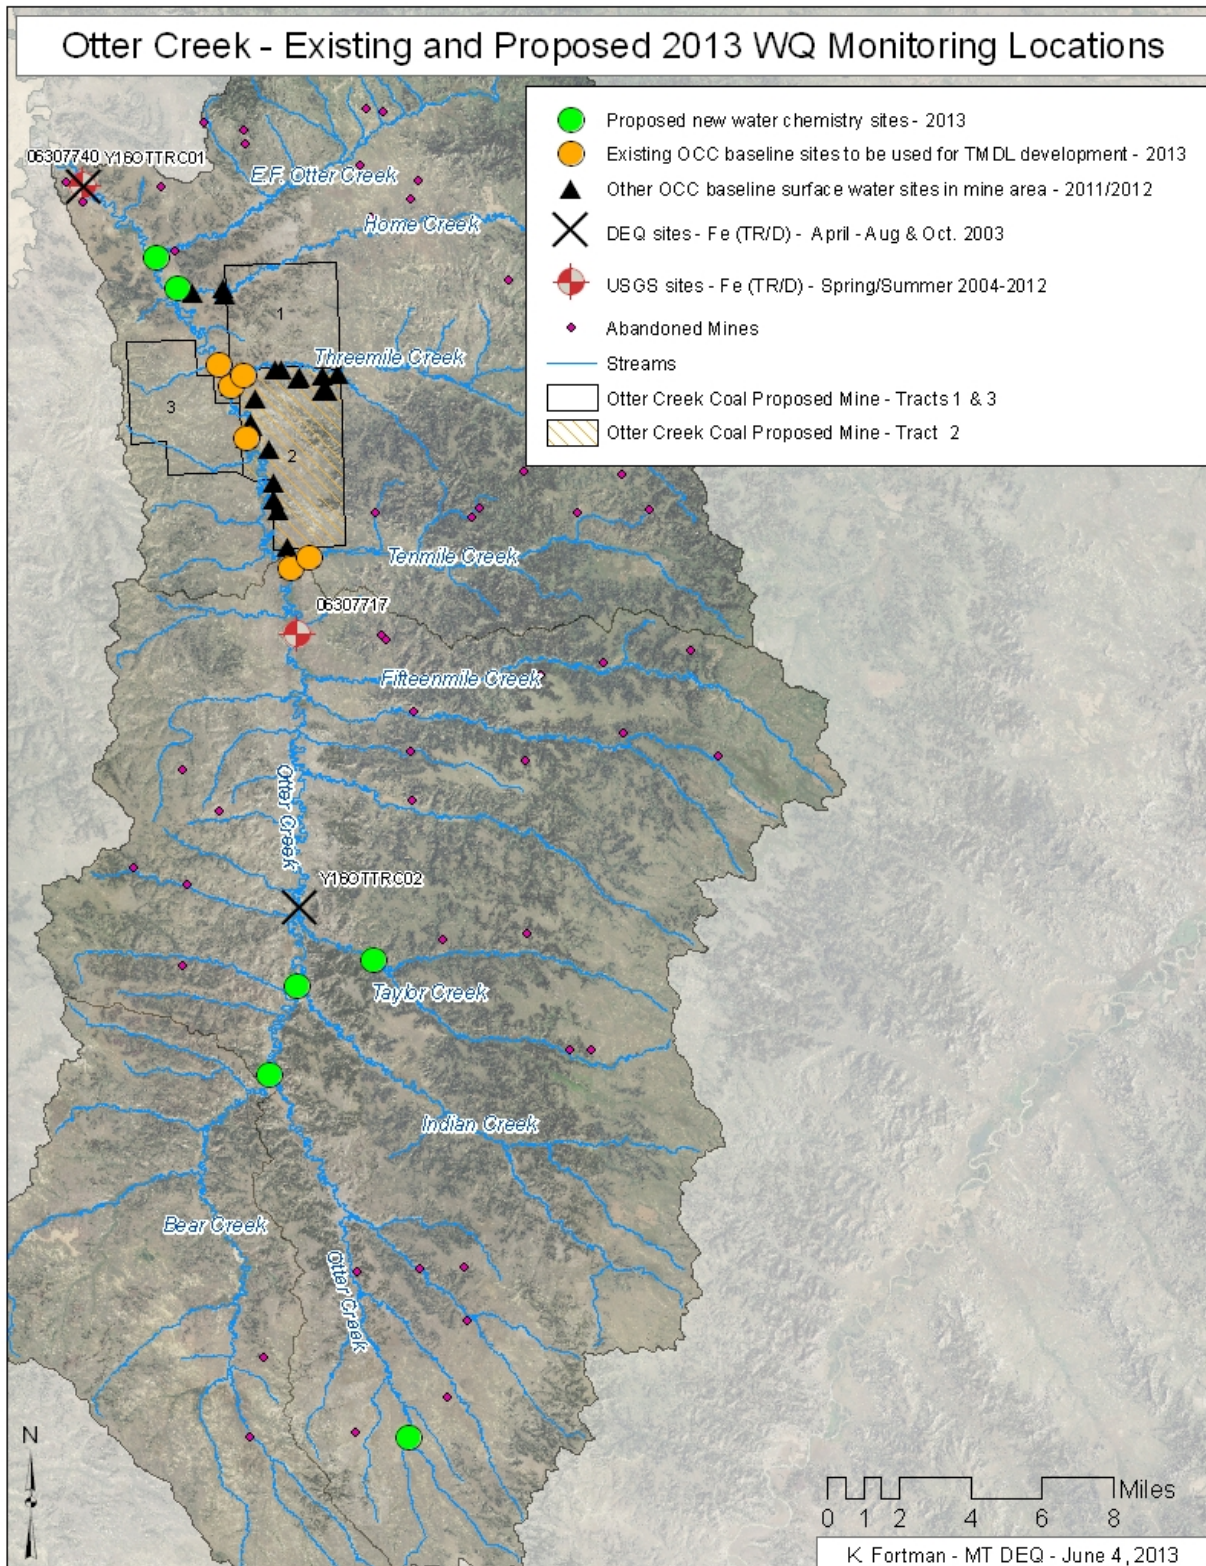 Otter Creek - Existing and Proposed 2013 WQ Monitoring Locations
Proposed new water chemistry sites - 2013
Existing OCC baseline sites to be used for TMDL development - 2013
Other OCC baseline surface water sites in mine area - 2011/2012
DEQ sites - Fe (TR/D) - April - Aug & Oct. 2003
USGS sites - Fe (TR/D) - Spring/Summer 2004-2012
Abandoned Mines
Streams
Otter Creek Coal Proposed Mine - Tracts 1 & 3
Otter Creek Coal Proposed Mine - Tract 2
06307740 Y16OTTRC01
E.F. Otter Creek
Home Creek
1
Threemile Creek
3
2
Tenmile Creek
06307717
Fifteenmile Creek
Otter Creek
Y16OTTRC02
Taylor Creek
Indian Creek
Bear Creek
Otter Creek
N
Miles
0 1 2 4 6 8
K. Fortman - MT DEQ - June 4, 2013